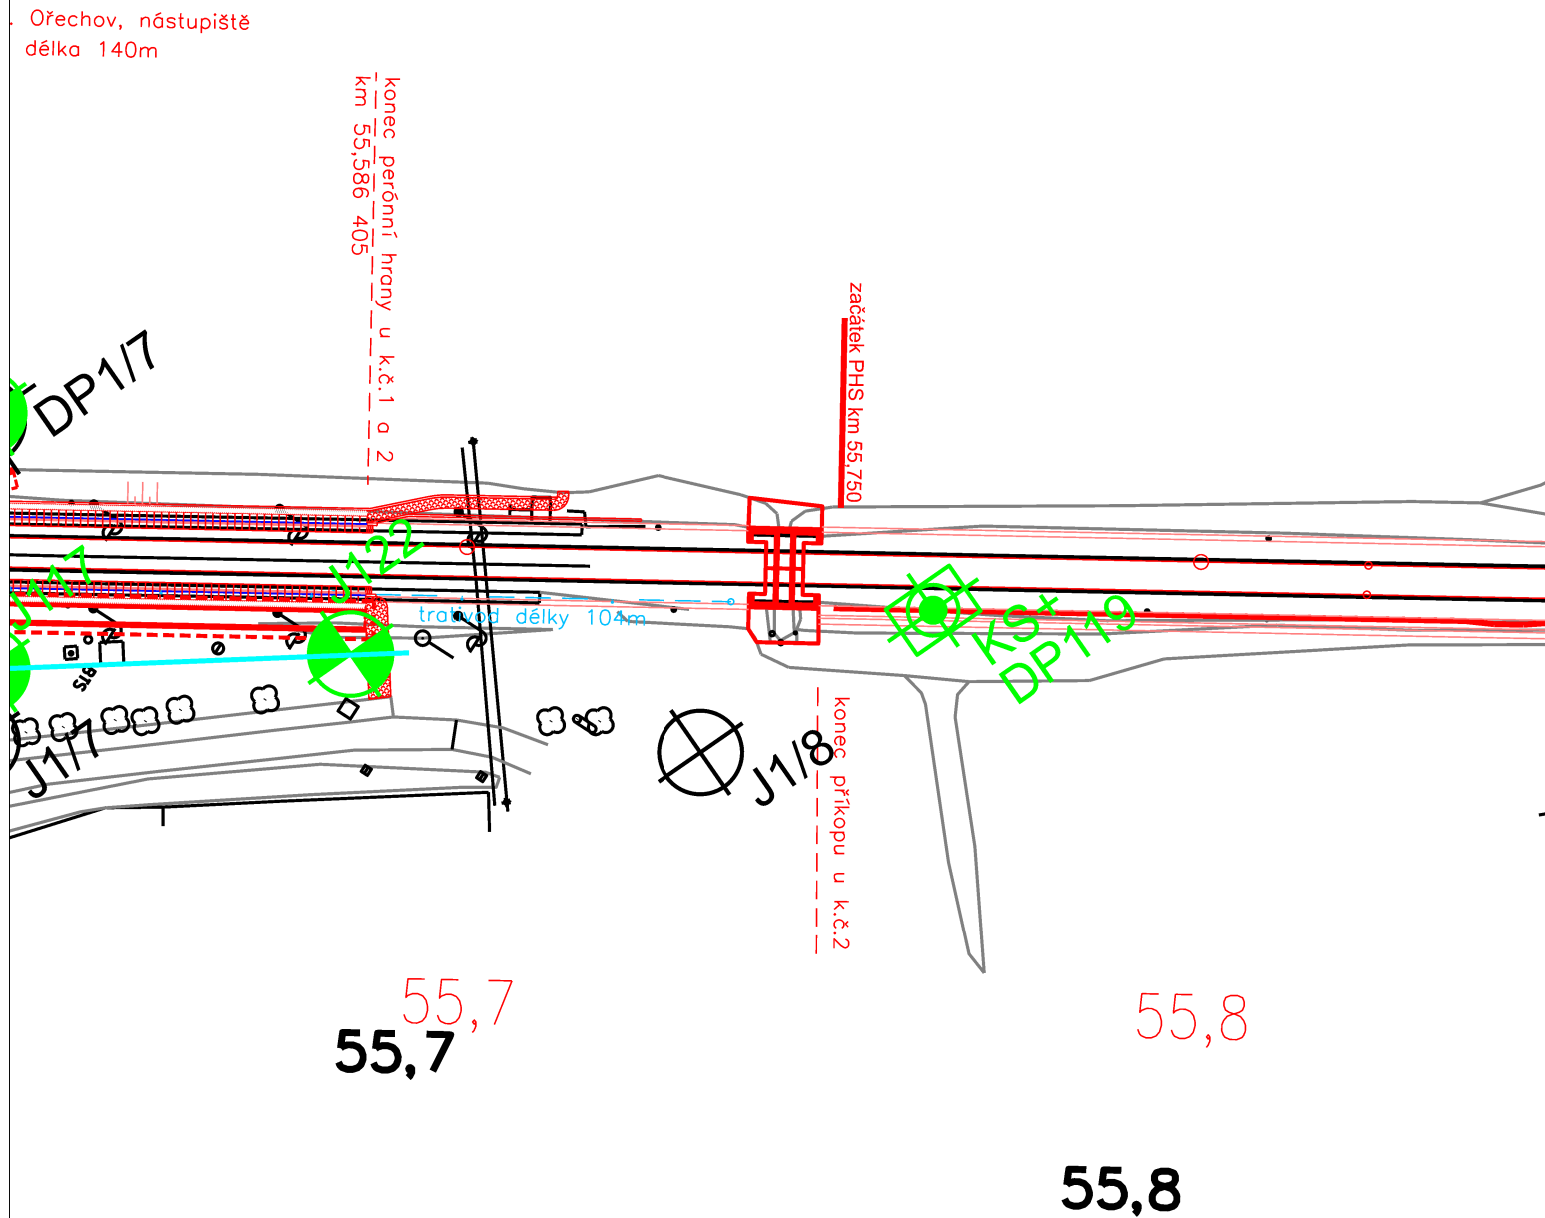 . Ořechov, nástupiště
délka 140m
konec perónní hrany u k.č.1 a 2
km 55,586 405
začátek PHS km 55,750
DP1/7
J117
J122
trativod délky 104m
KS+
DP119
J1/7
J1/8
konec příkopu u k.č.2
55,7
55,7
55,8
55,8